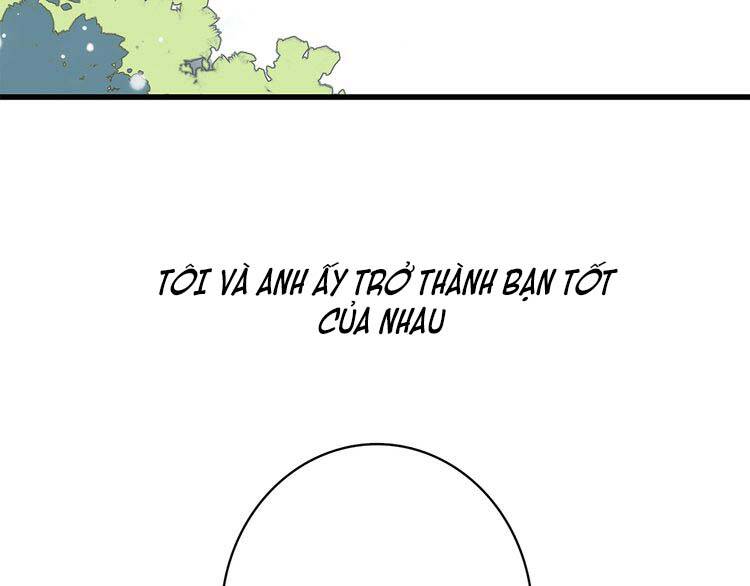 TÔI VÀ ANH ẤY TRỞ THÀNH BẠN TỐT
CỦA NHAU